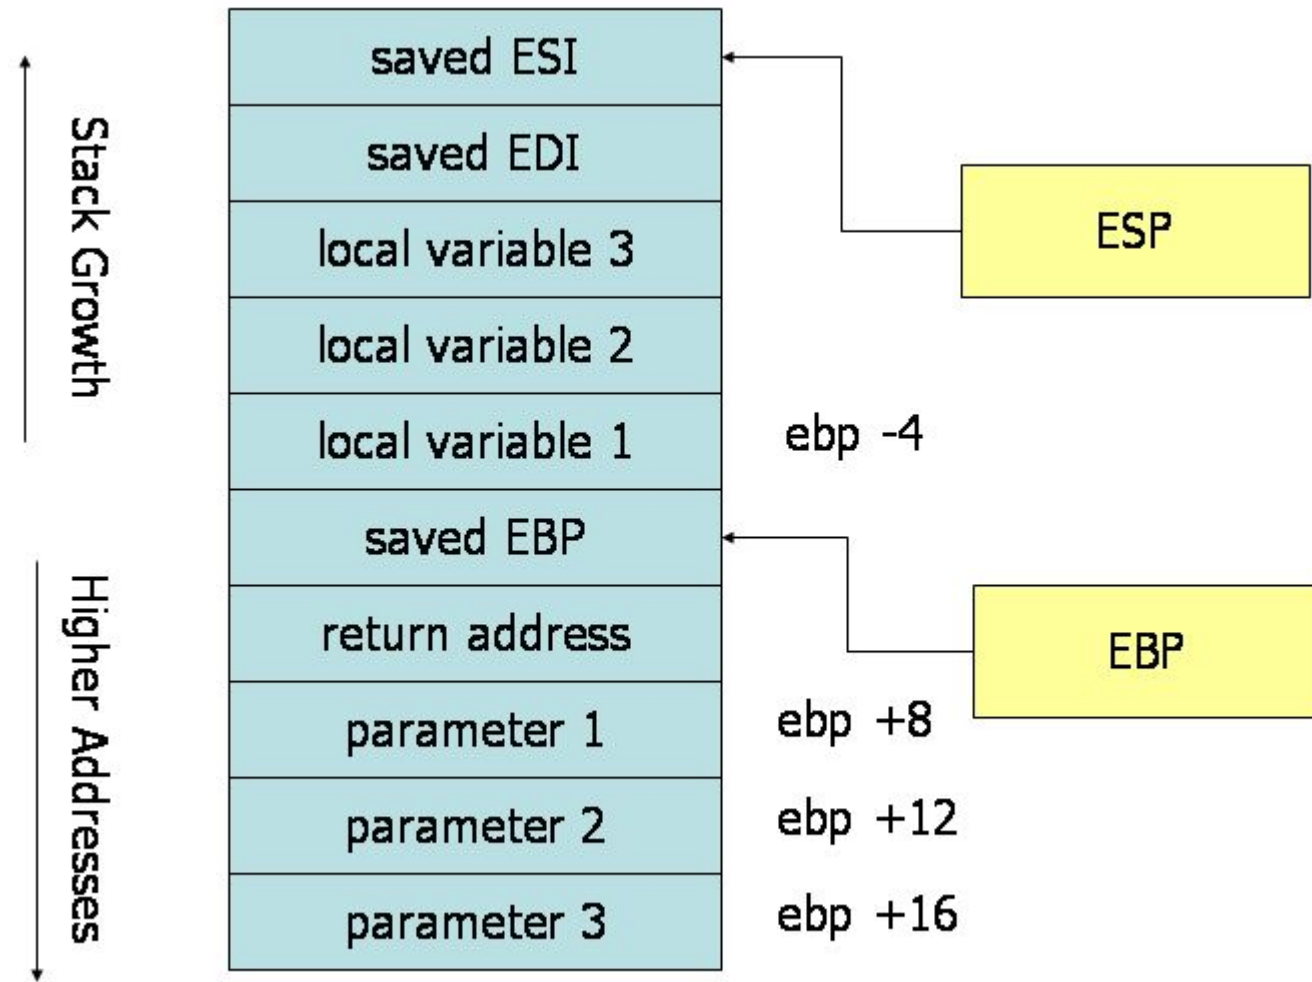 Stack Growth
Higher Addresses
saved ESI
saved EDI
local variable 3
local variable 2
local variable 1
saved EBP
return address
parameter 1
parameter 2
parameter 3
ebp -4
ebp +8
ebp +12
ebp +16
ESP
EBP